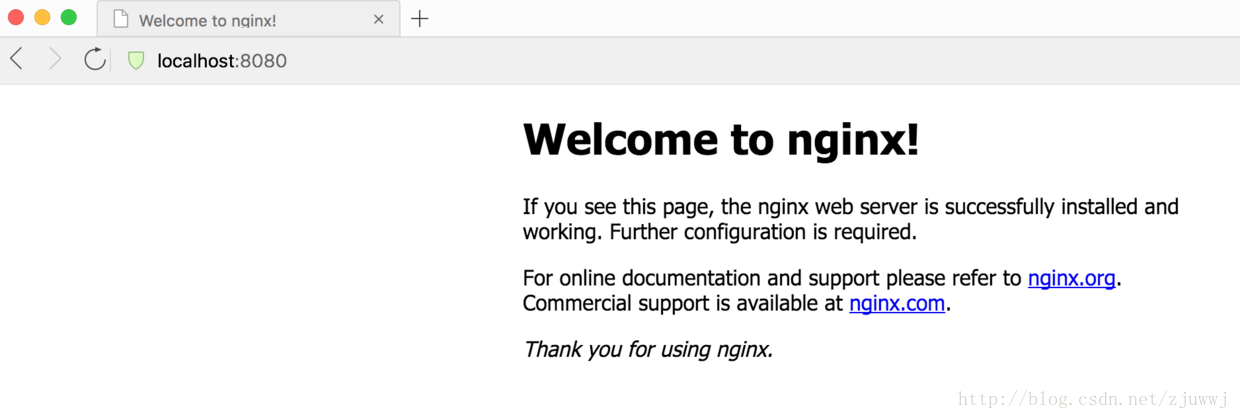 Welcome to nginx!
localhost:8080
Welcome to nginx!
If you see this page, the nginx web server is successfully installed and
working. Further configuration is required.
For online documentation and support please refer to nginx.org.
Commercial support is available at nginx.com.
Thank you for using nginx.
http://blog.csdn.net/zjuwwj